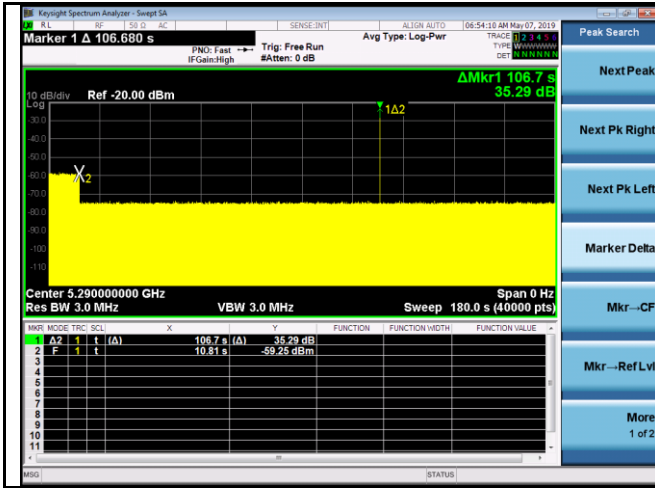 Keysight Spectrum Analyzer - Swept SA
RL RF 50 Ω AC SENSE:INT ALIGN AUTO 06:54:10 AM May 07, 2019
Marker 1 Δ 106.680 s
PNO: Fast
IFGain:High
Trig: Free Run
#Atten: 0 dB
Avg Type: Log-Pwr
TRACE 1 2 3 4 5 6
TYPE WWWWWW
DET N N N N N N
Peak Search
ΔMkr1 106.7 s
35.29 dB
10 dB/div Ref -20.00 dBm
Log
1Δ2
-30.0
-40.0
-50.0
-60.0
X2
-70.0
-80.0
-90.0
-100
-110
Center 5.290000000 GHz Span 0 Hz
Res BW 3.0 MHz VBW 3.0 MHz Sweep 180.0 s (40000 pts)
MKR MODE TRC SCL X Y FUNCTION FUNCTION WIDTH FUNCTION VALUE
1 Δ2 1 t (Δ) 106.7 s (Δ) 35.29 dB
2 F 1 t 10.81 s -59.25 dBm
3
4
5
6
7
8
9
10
11
MSG STATUS
Next Peak
Next Pk Right
Next Pk Left
Marker Delta
Mkr→CF
Mkr→Ref Lvl
More
1 of 2